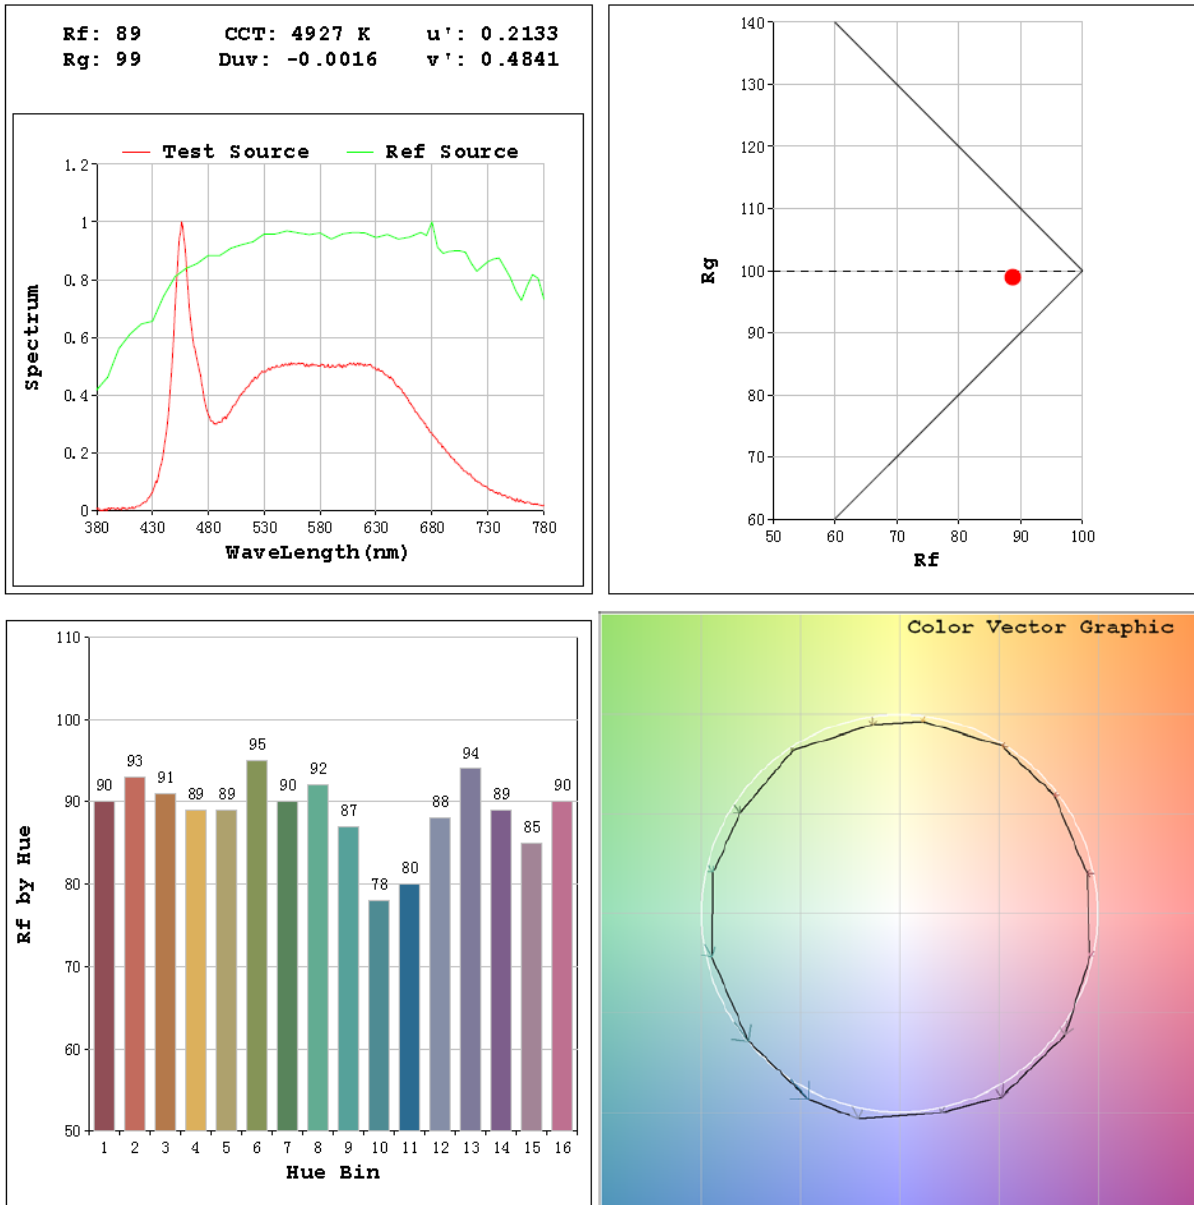 Rf: 89 CCT: 4927 K u': 0.2133
Rg: 99 Duv: -0.0016 v': 0.4841
Test Source Ref Source
1.2
1
0.8
0.6
0.4
0.2
0
Spectrum
380 430 480 530 580 630 680 730 780
WaveLength(nm)
140
130
120
110
100
90
80
70
60
Rg
50 60 70 80 90 100
Rf
110
100
90
80
70
60
50
Rf by Hue
90 93 91 89 89 95 90 92 87 78 80 88 94 89 85 90
1 2 3 4 5 6 7 8 9 10 11 12 13 14 15 16
Hue Bin
Color Vector Graphic